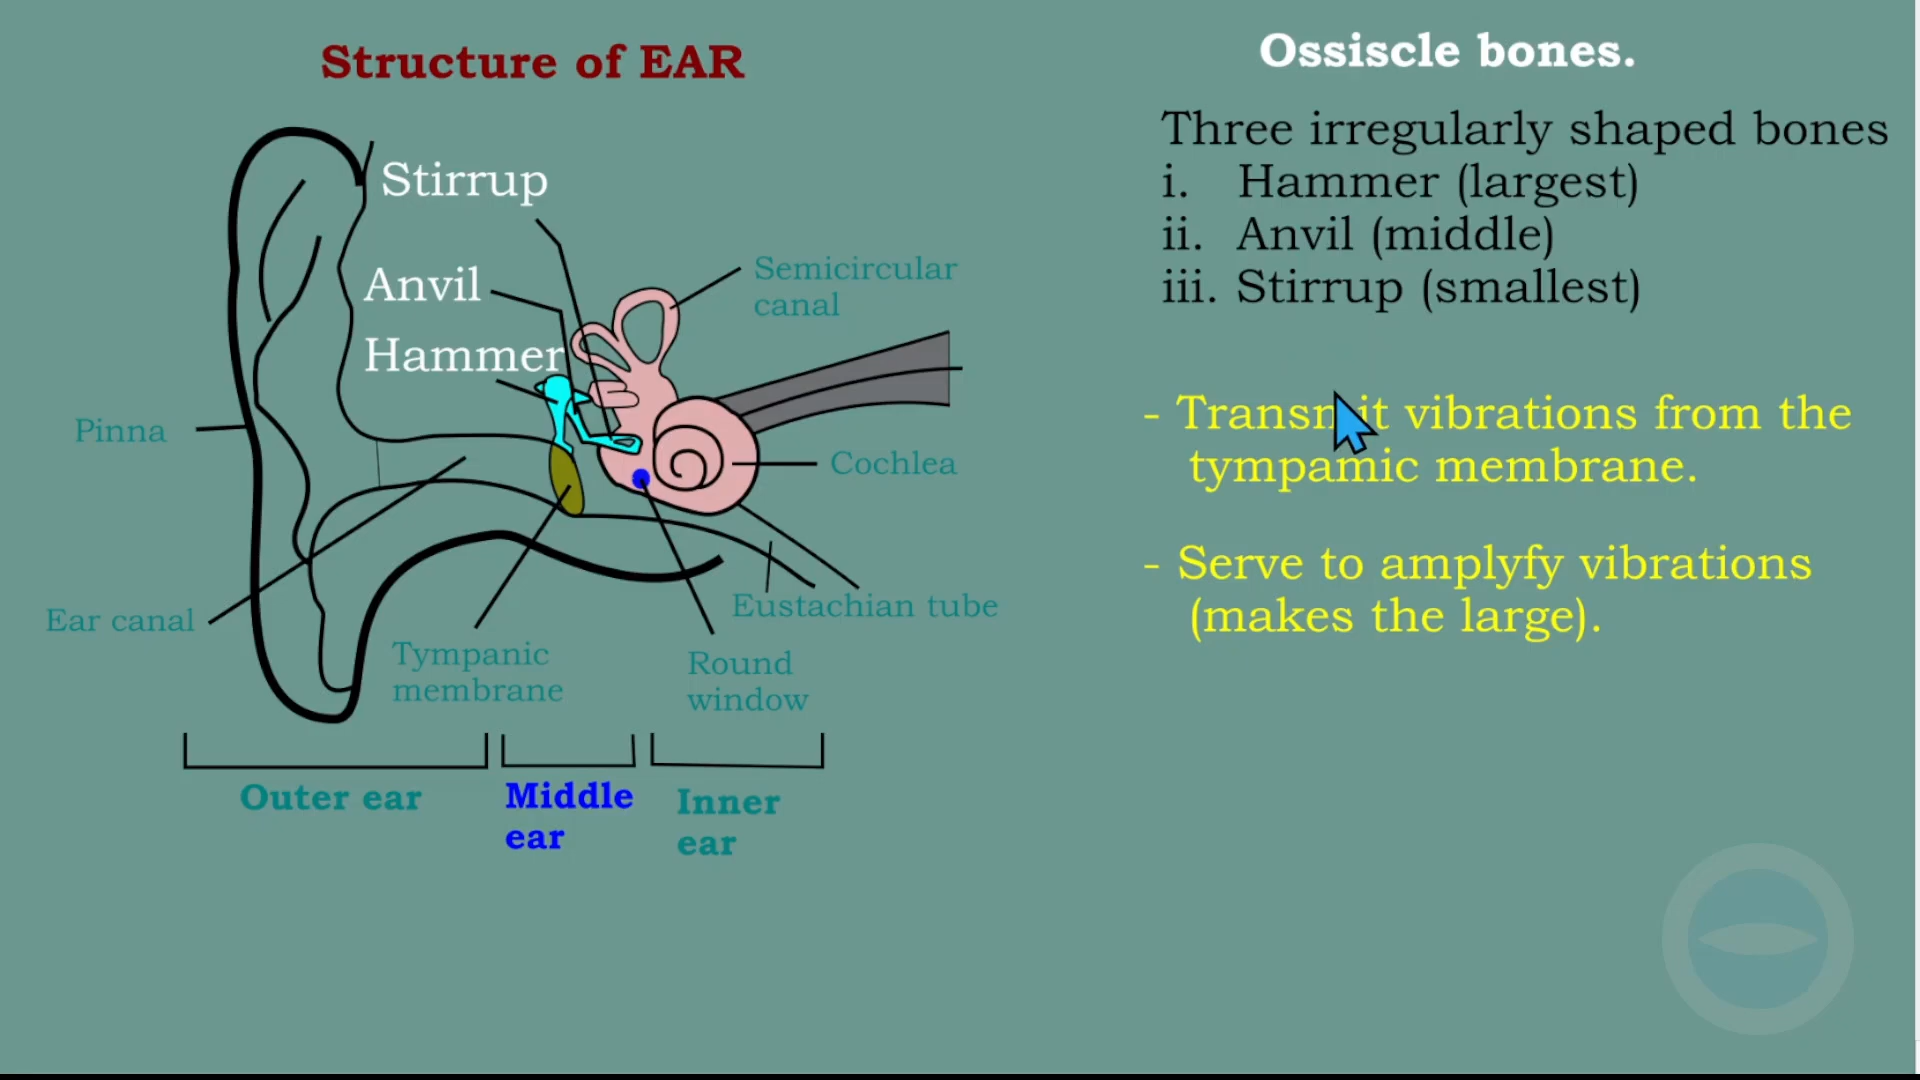 Structure of EAR
Stirrup
Anvil
Hammer
Semicircular
canal
Pinna
Cochlea
Ear canal
Eustachian tube
Tympanic
membrane
Round
window
Outer ear
Middle
ear
Inner
ear
Ossiscle bones.
Three irregularly shaped bones
i. Hammer (largest)
ii. Anvil (middle)
iii. Stirrup (smallest)
- Transmit vibrations from the
tympamic membrane.
- Serve to amplyfy vibrations
(makes the large).